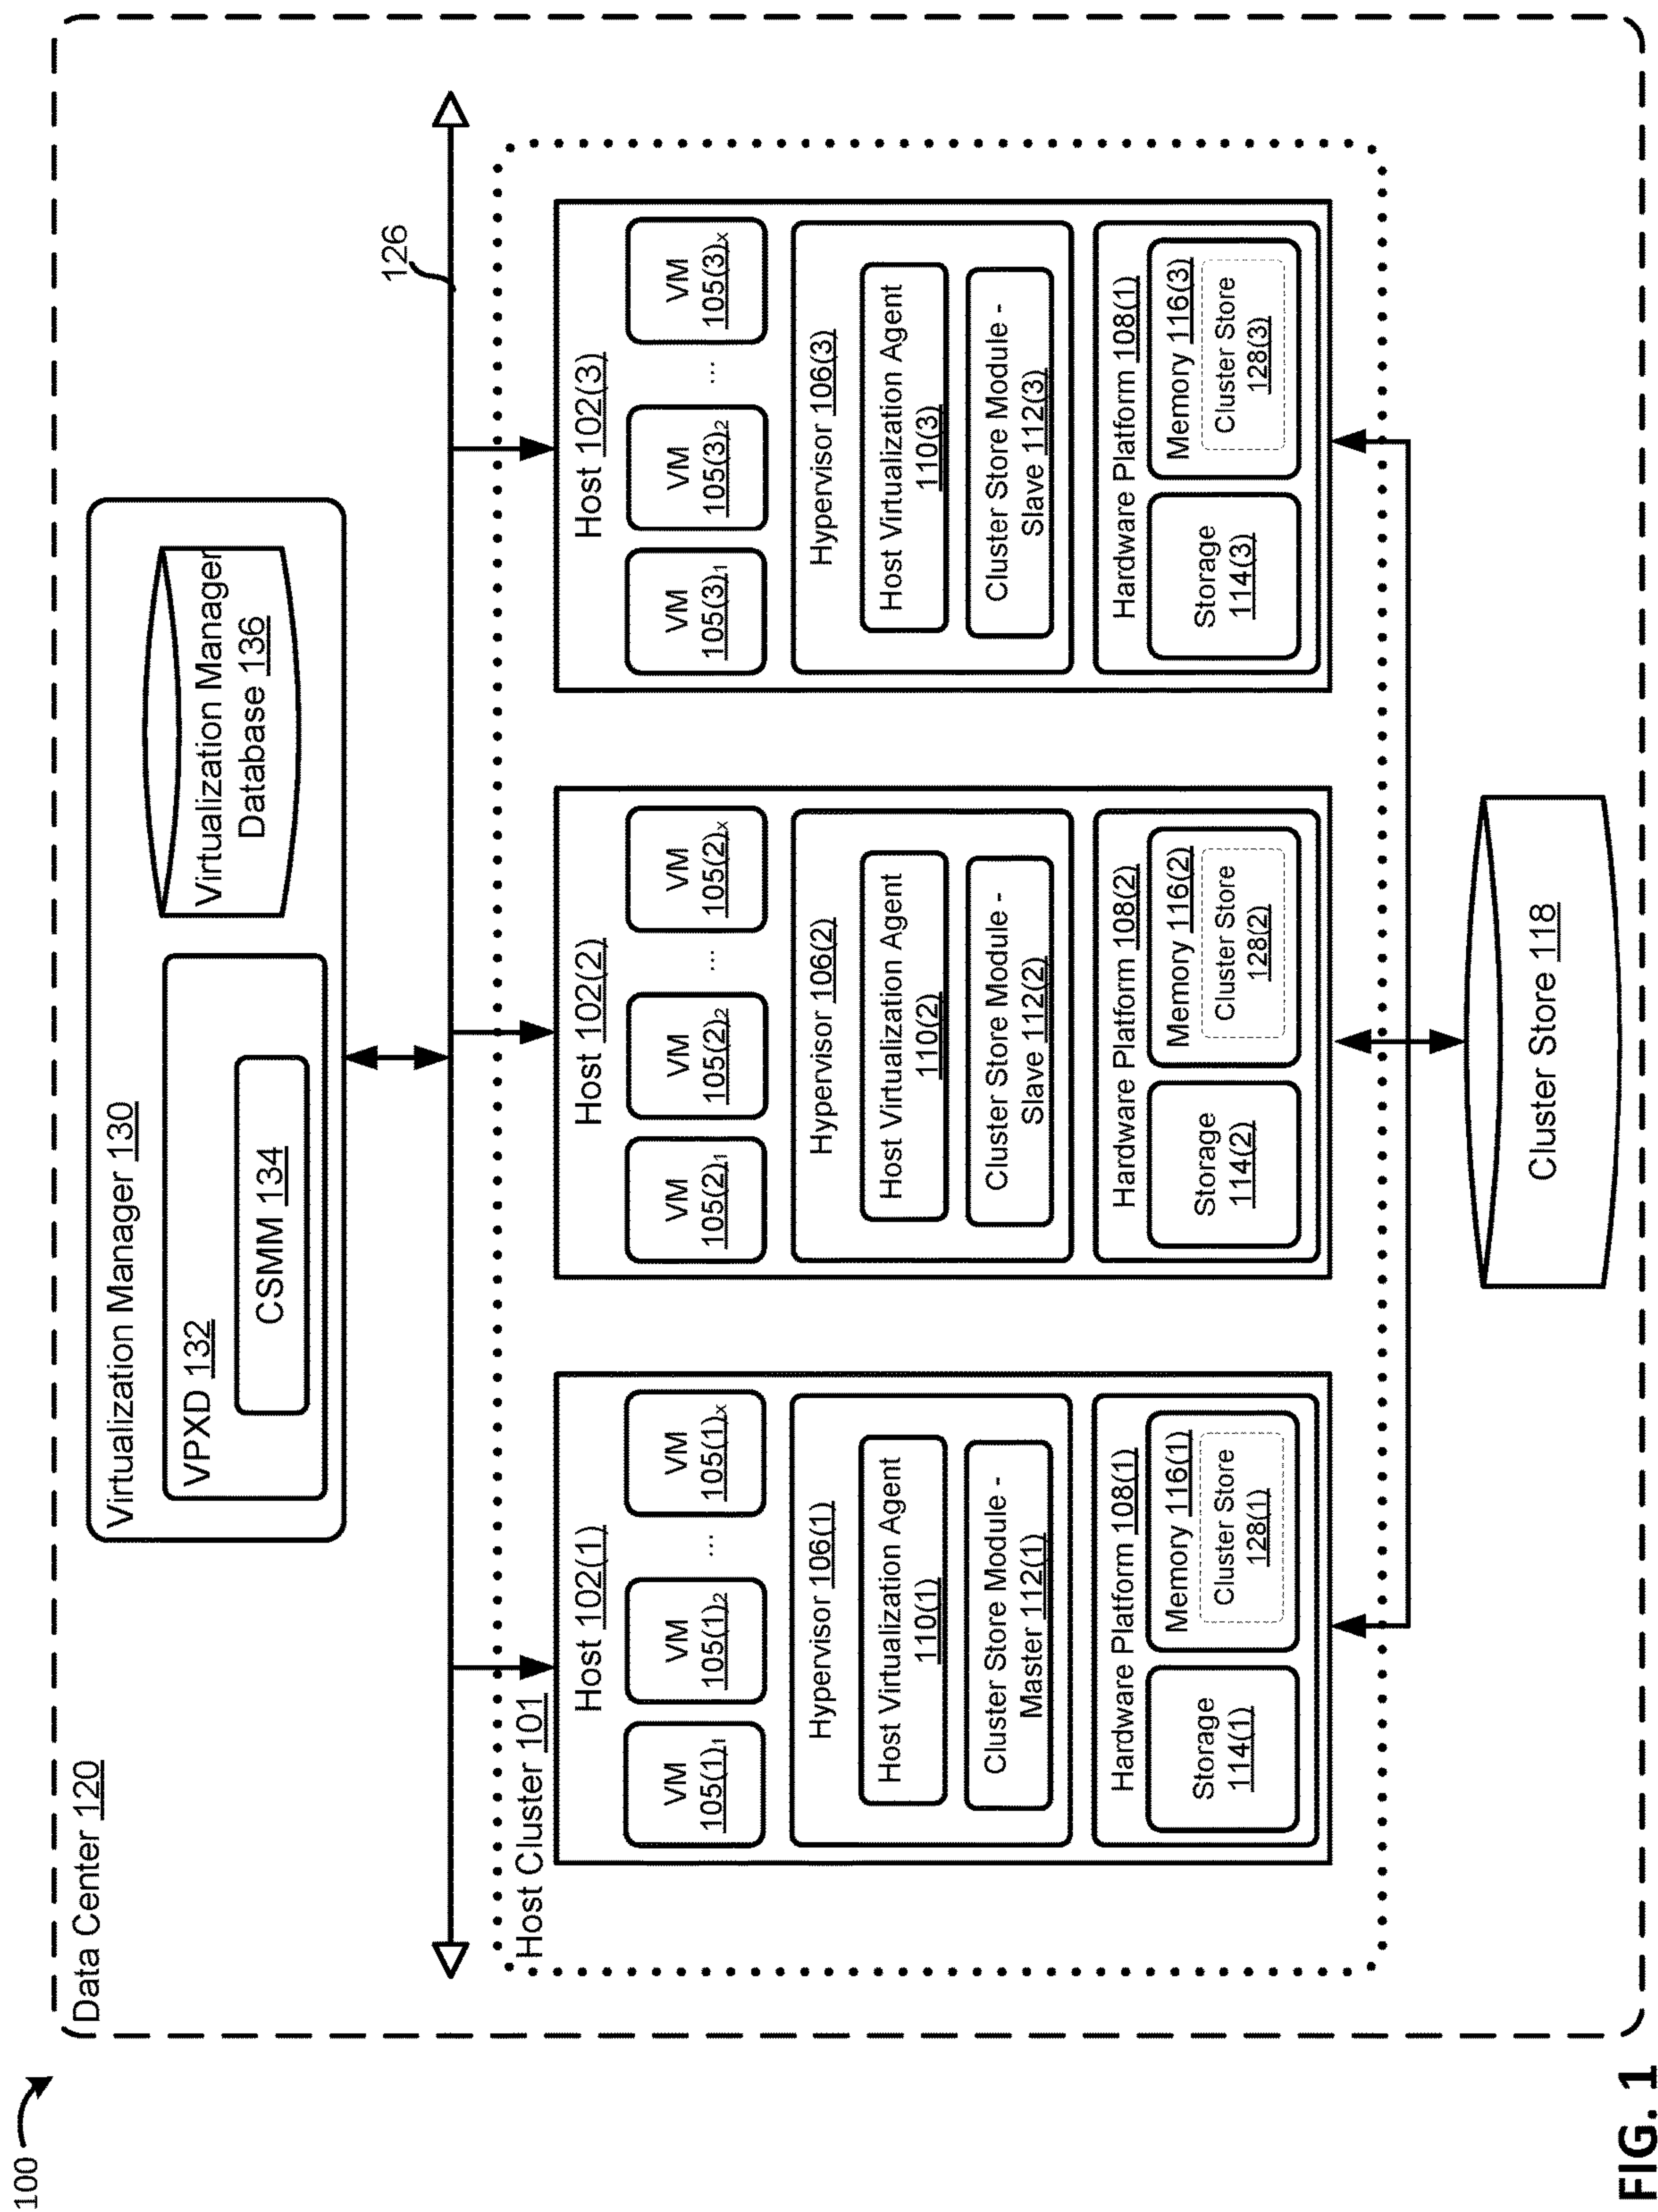 100
Data Center 120
Virtualization Manager 130
VPXD 132
CSMM 134
Virtualization Manager
Database 136
126
Host Cluster 101
Host 102(1)
VM
105(1)1
VM
105(1)2
...
VM
105(1)x
Hypervisor 106(1)
Host Virtualization Agent
110(1)
Cluster Store Module -
Master 112(1)
Hardware Platform 108(1)
Storage
114(1)
Memory 116(1)
Cluster Store
128(1)
Host 102(2)
VM
105(2)1
VM
105(2)2
...
VM
105(2)x
Hypervisor 106(2)
Host Virtualization Agent
110(2)
Cluster Store Module -
Slave 112(2)
Hardware Platform 108(2)
Storage
114(2)
Memory 116(2)
Cluster Store
128(2)
Host 102(3)
VM
105(3)1
VM
105(3)2
...
VM
105(3)x
Hypervisor 106(3)
Host Virtualization Agent
110(3)
Cluster Store Module -
Slave 112(3)
Hardware Platform 108(1)
Storage
114(3)
Memory 116(3)
Cluster Store
128(3)
Cluster Store 118
FIG. 1